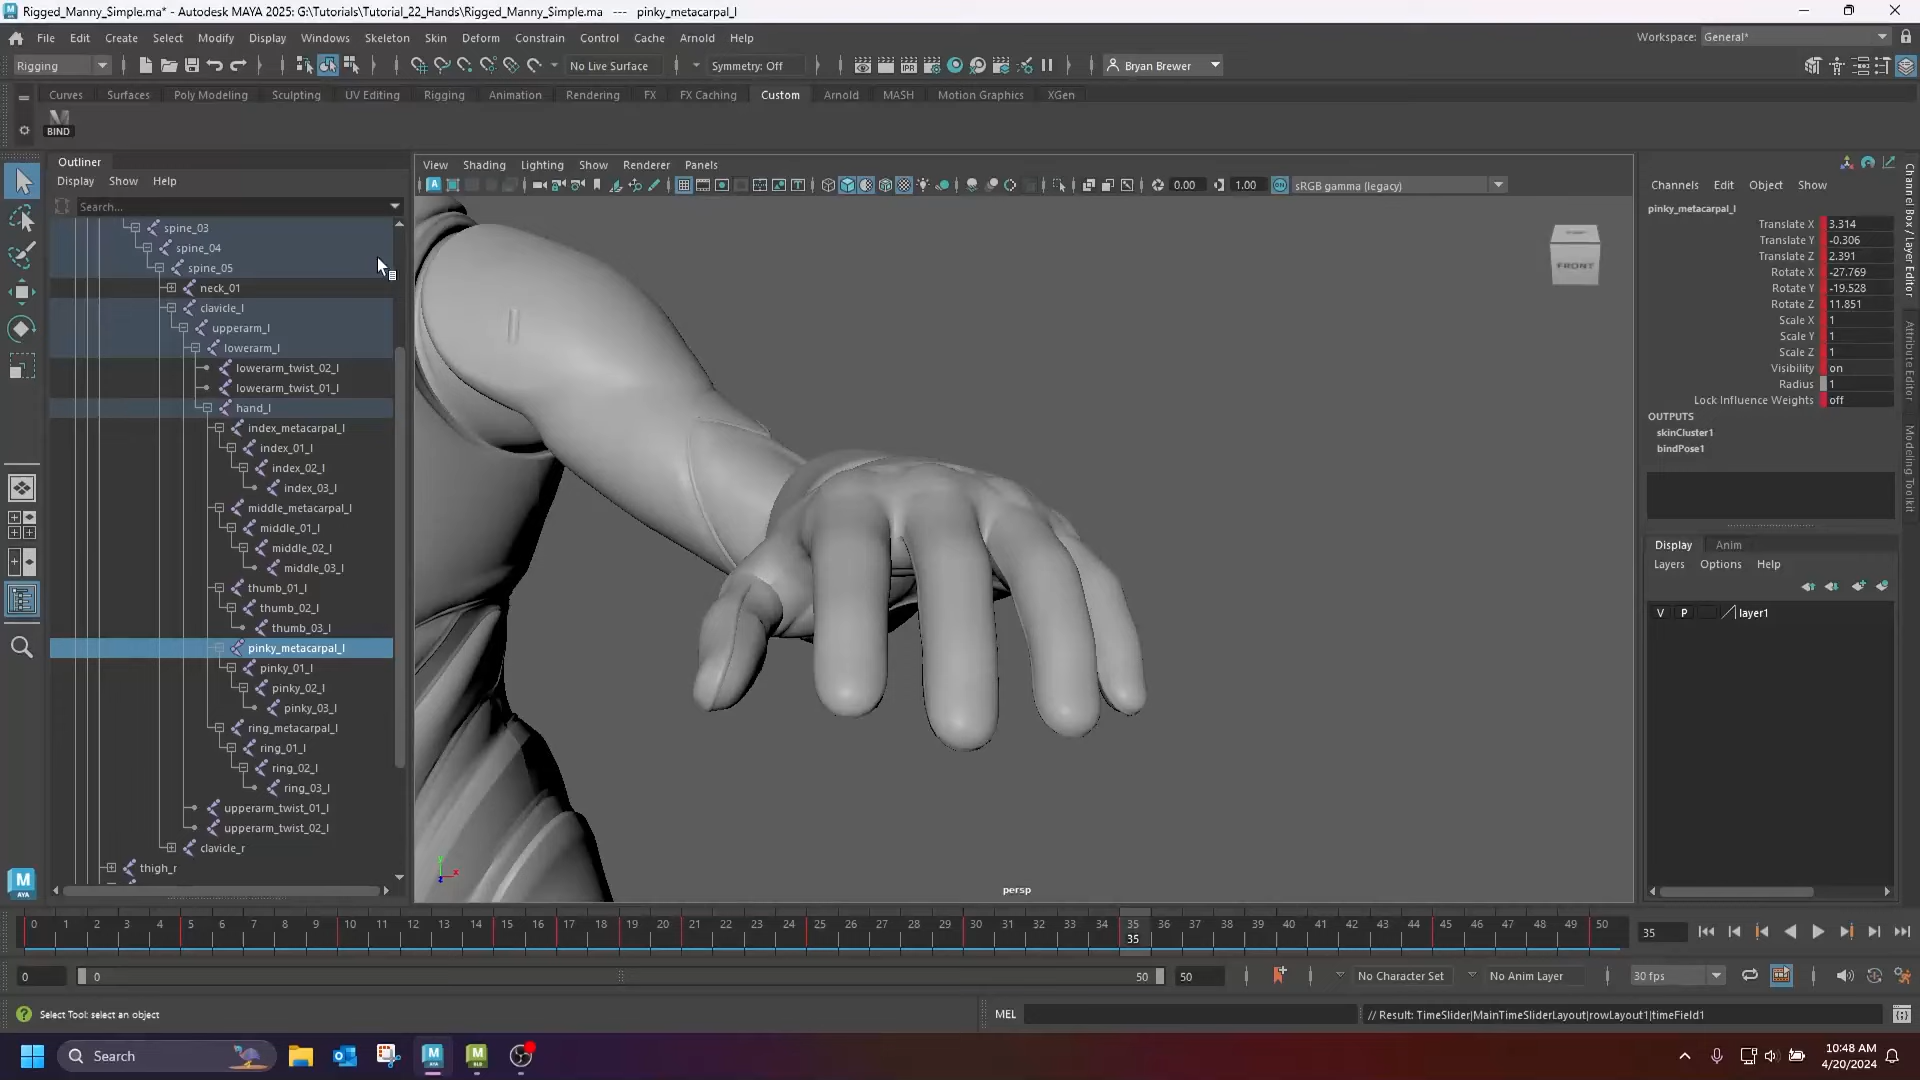 Rigged_Manny_Simple.ma* - Autodesk MAYA 2025: G:\Tutorials\Tutorial_22_Hands\Rigged_Manny_Simple.ma --- pinky_metacarpal_l
File Edit Create Select Modify Display Windows Skeleton Skin Deform Constrain Control Cache Arnold Help
Workspace: General*
Rigging No Live Surface Symmetry: Off Bryan Brewer
Curves Surfaces Poly Modeling Sculpting UV Editing Rigging Animation Rendering FX FX Caching Custom Arnold MASH Motion Graphics XGen
BIND
Outliner
Display Show Help
Search...
spine_03
spine_04
spine_05
neck_01
clavicle_l
upperarm_l
lowerarm_l
lowerarm_twist_02_l
lowerarm_twist_01_l
hand_l
index_metacarpal_l
index_01_l
index_02_l
index_03_l
middle_metacarpal_l
middle_01_l
middle_02_l
middle_03_l
thumb_01_l
thumb_02_l
thumb_03_l
pinky_metacarpal_l
pinky_01_l
pinky_02_l
pinky_03_l
ring_metacarpal_l
ring_01_l
ring_02_l
ring_03_l
upperarm_twist_01_l
upperarm_twist_02_l
clavicle_r
thigh_r
View Shading Lighting Show Renderer Panels
0.00 1.00 sRGB gamma (legacy)
FRONT
persp
Channels Edit Object Show
pinky_metacarpal_l
Translate X 3.314
Translate Y -0.306
Translate Z 2.391
Rotate X -27.769
Rotate Y -19.528
Rotate Z 11.851
Scale X 1
Scale Y 1
Scale Z 1
Visibility on
Radius 1
Lock Influence Weights off
OUTPUTS
skinCluster1
bindPose1
Display Anim
Layers Options Help
V P layer1
Channel Box / Layer Editor
Attribute Editor
Modeling Toolkit
0 1 2 3 4 5 6 7 8 9 10 11 12 13 14 15 16 17 18 19 20 21 22 23 24 25 26 27 28 29 30 31 32 33 34 35 36 37 38 39 40 41 42 43 44 45 46 47 48 49 50
35
35
0 0 50 50 No Character Set No Anim Layer 30 fps
Select Tool: select an object
MEL
// Result: TimeSlider|MainTimeSliderLayout|rowLayout1|timeField1
Search
10:48 AM
4/20/2024